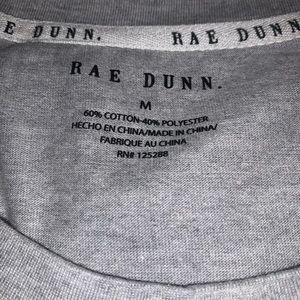 E DUNN. RAE DUNN
RAE DUNN.
M
60% COTTON-40% POLYESTER
HECHO EN CHINA/MADE IN CHINA/
FABRIQUE AU CHINA
RN# 125288